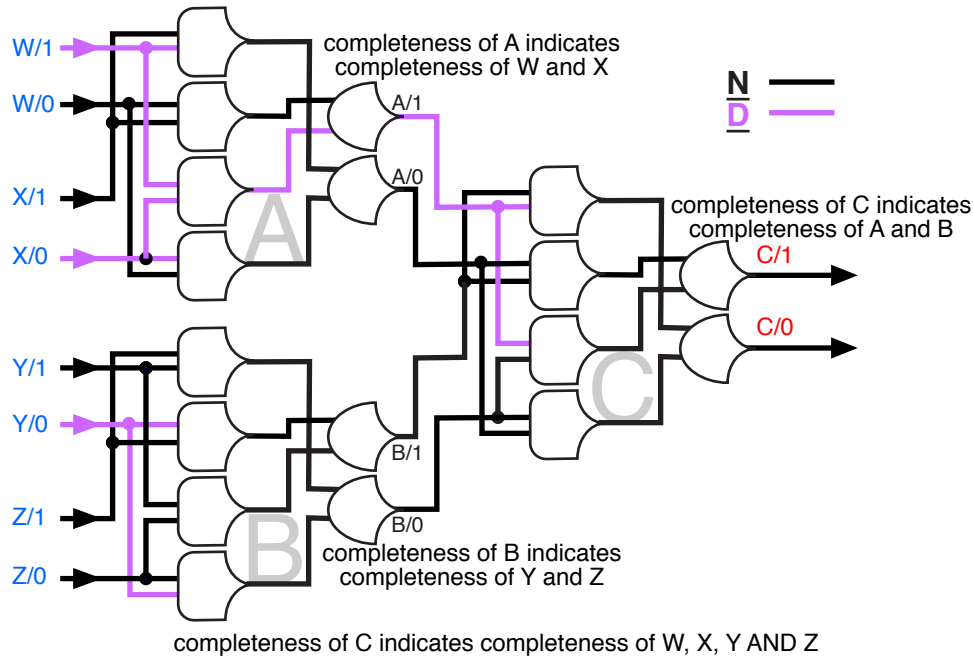 W/1
W/0
X/1
X/0
completeness of A indicates
completeness of W and X
A/1
A/0
A
N
D
Y/1
Y/0
Z/1
Z/0
B/1
B/0
B
completeness of B indicates
completeness of Y and Z
completeness of C indicates
completeness of A and B
C/1
C/0
C
completeness of C indicates completeness of W, X, Y AND Z